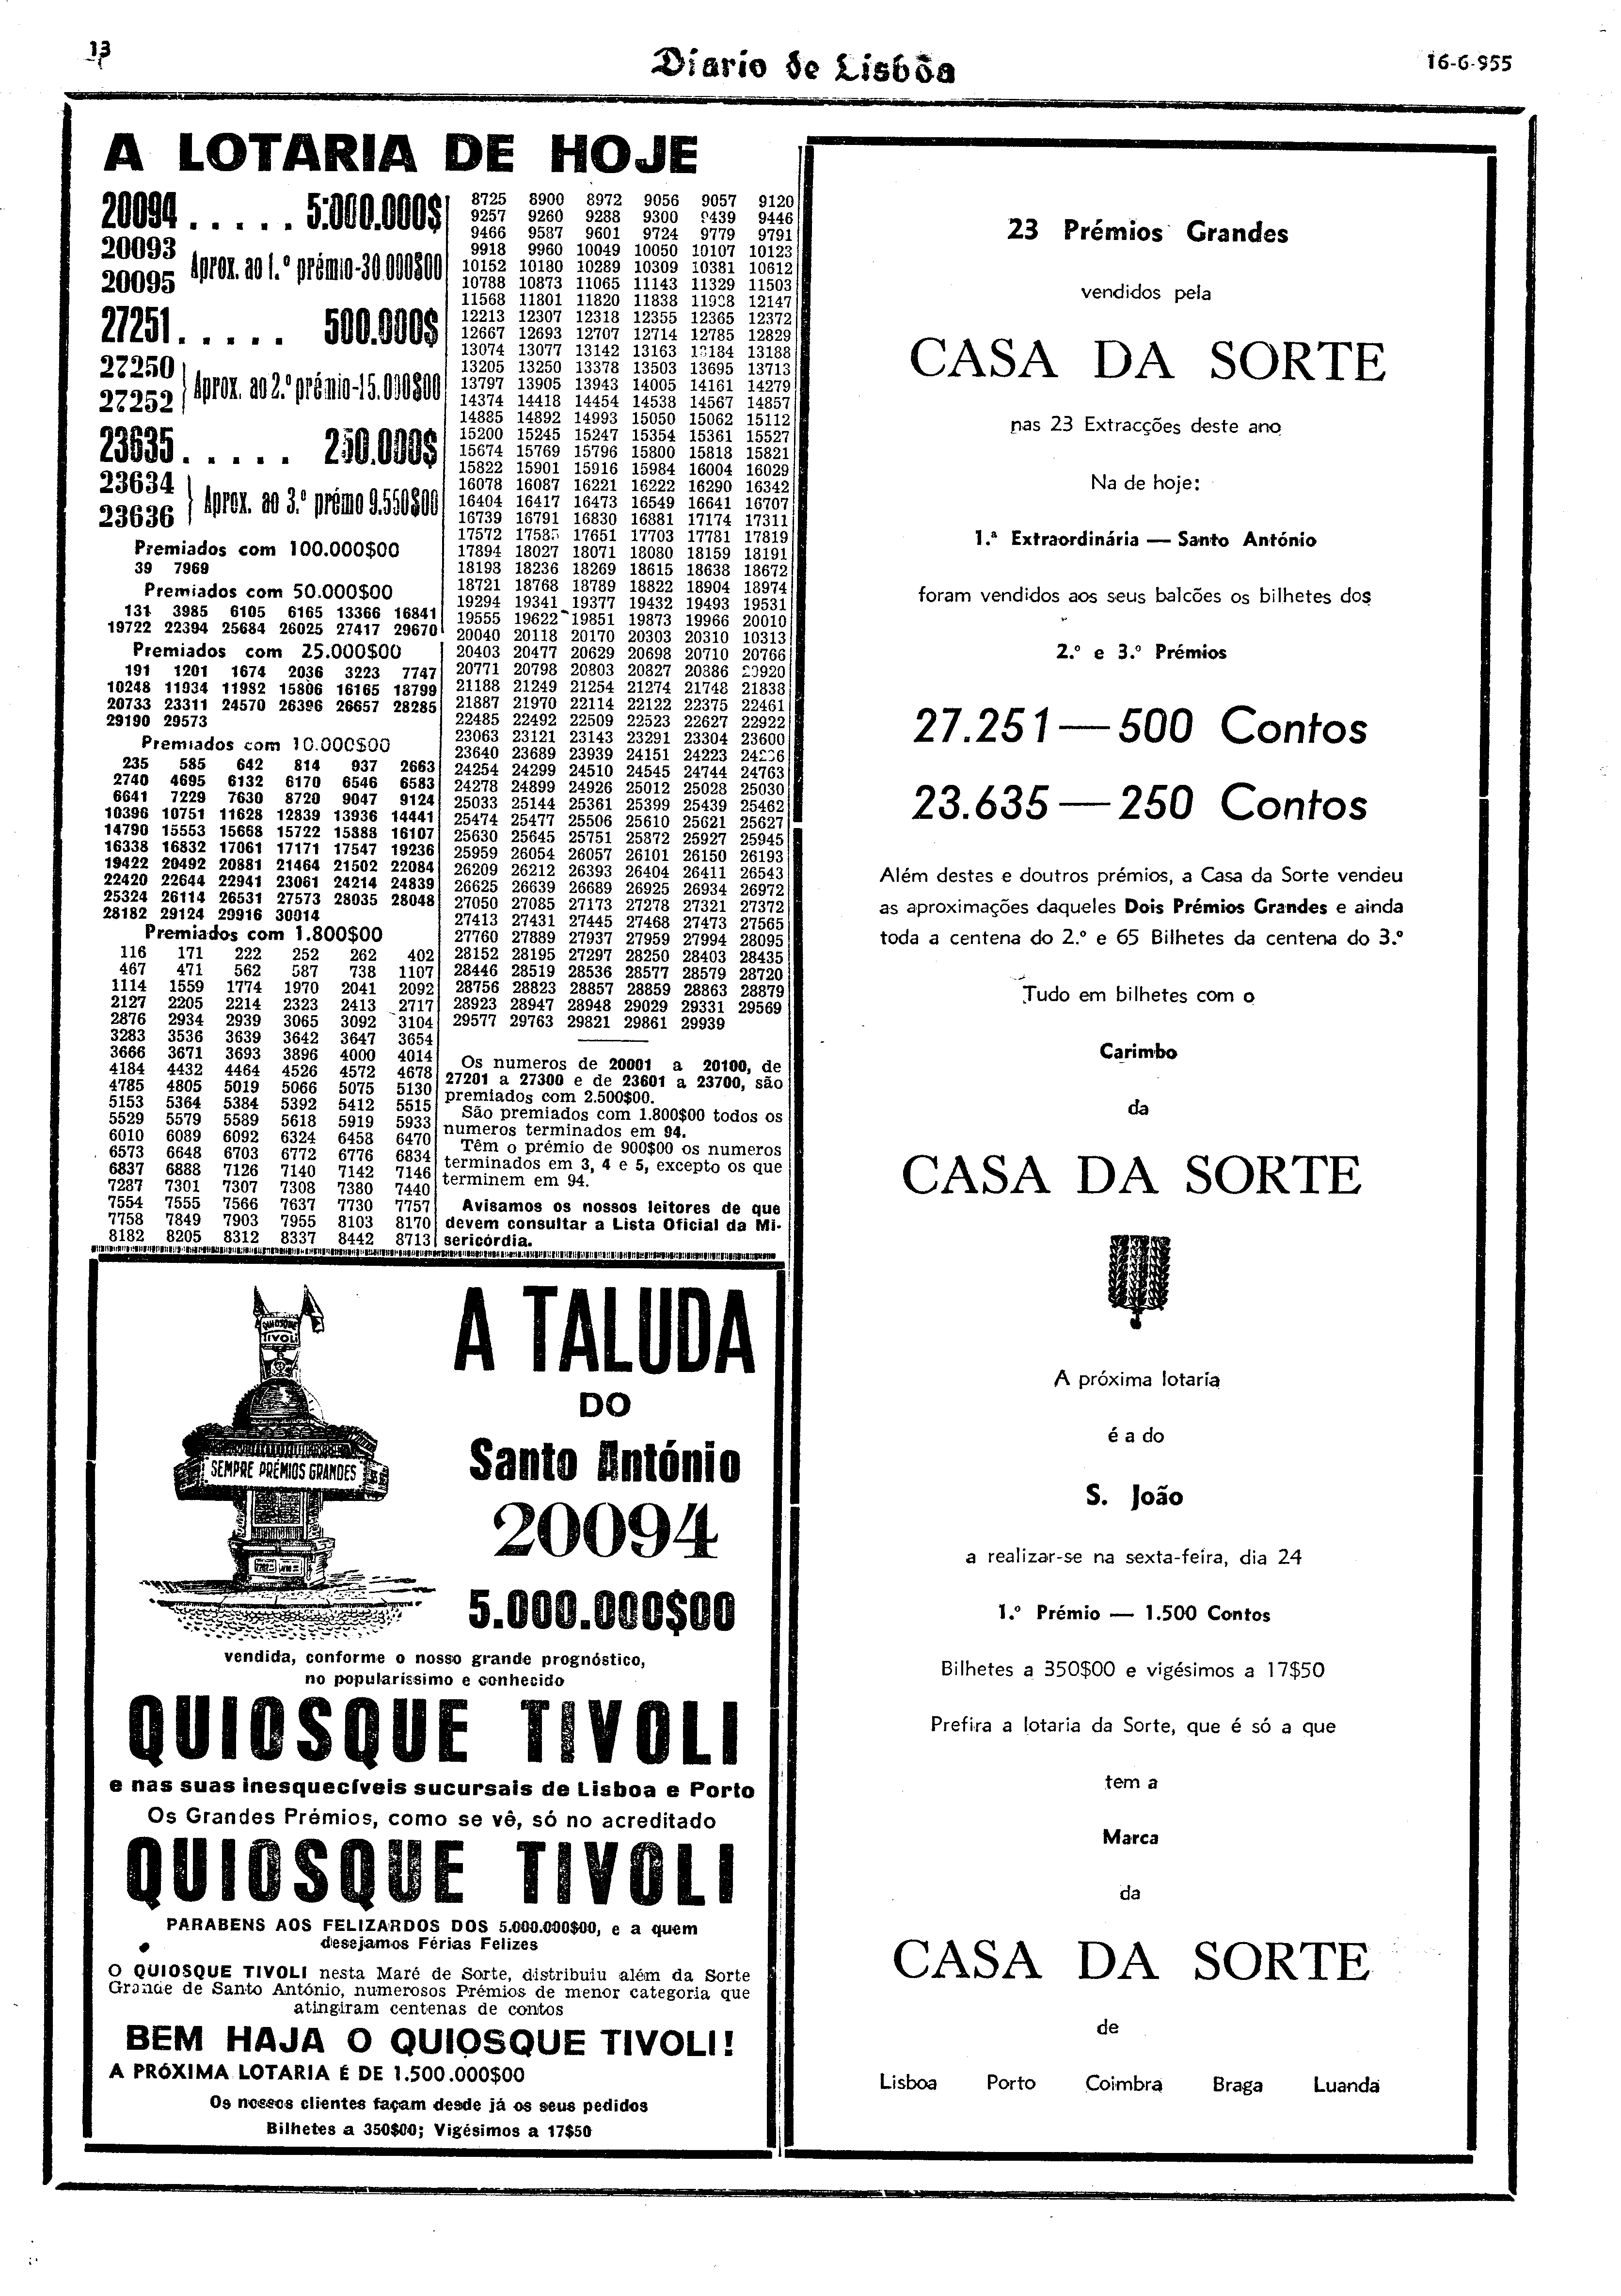 13
Diario de Lisbôa
16-6-955
A LOTARIA DE HOJE
20094 ..... 5:000.000$
20093
20095
Aprox. ao 1.º prémio-30.000$00
27251 ..... 500.000$
27250
27252
Aprox. ao 2.º prémio-15.000$00
23635 ..... 250.000$
23634
23636
Aprox. ao 3.º prémo 9.550$00
Premiados com 100.000$00
39 7969
Premiados com 50.000$00
131 3985 6105 6165 13366 16841
19722 22394 25684 26025 27417 29670
Premiados com 25.000$00
191 1201 1674 2036 3223 7747
10248 11934 11982 15806 16165 18799
20733 23311 24570 26396 26657 28285
29190 29573
Premiados com 10.000$00
235 585 642 814 937 2663
2740 4695 6132 6170 6546 6583
6641 7229 7630 8720 9047 9124
10396 10751 11628 12839 13936 14441
14790 15553 15668 15722 15888 16107
16338 16832 17061 17171 17547 19236
19422 20492 20881 21464 21502 22084
22420 22644 22941 23061 24214 24839
25324 26114 26531 27573 28035 28048
28182 29124 29916 30014
Premiados com 1.800$00
116 171 222 252 262 402
467 471 562 587 738 1107
1114 1559 1774 1970 2041 2092
2127 2205 2214 2323 2413 2717
2876 2934 2939 3065 3092 3104
3283 3536 3639 3642 3647 3654
3666 3671 3693 3896 4000 4014
4184 4432 4464 4526 4572 4678
4785 4805 5019 5066 5075 5130
5153 5364 5384 5392 5412 5515
5529 5579 5589 5618 5919 5933
6010 6089 6092 6324 6458 6470
6573 6648 6703 6772 6776 6834
6837 6888 7126 7140 7142 7146
7287 7301 7307 7308 7380 7440
7554 7555 7566 7637 7730 7757
7758 7849 7903 7955 8103 8170
8182 8205 8312 8337 8442 8713
8725 8900 8972 9056 9057 9120
9257 9260 9288 9300 9439 9446
9466 9587 9601 9724 9779 9791
9918 9960 10049 10050 10107 10123
10152 10180 10289 10309 10381 10612
10788 10873 11065 11143 11329 11503
11568 11801 11820 11838 11938 12147
12213 12307 12318 12355 12365 12372
12667 12693 12707 12714 12785 12829
13074 13077 13142 13163 13184 13188
13205 13250 13378 13503 13695 13713
13797 13905 13943 14005 14161 14279
14374 14418 14454 14538 14567 14857
14885 14892 14993 15050 15062 15112
15200 15245 15247 15354 15361 15527
15674 15769 15796 15800 15818 15821
15822 15901 15916 15984 16004 16029
16078 16087 16221 16222 16290 16342
16404 16417 16473 16549 16641 16707
16739 16791 16830 16881 17174 17311
17572 17585 17651 17703 17781 17819
17894 18027 18071 18080 18159 18191
18193 18236 18269 18615 18638 18672
18721 18768 18789 18822 18904 18974
19294 19341 19377 19432 19493 19531
19555 19622 19851 19873 19966 20010
20040 20118 20170 20303 20310 10313
20403 20477 20629 20698 20710 20766
20771 20798 20803 20827 20886 20920
21188 21249 21254 21274 21748 21838
21887 21970 22114 22122 22375 22461
22485 22492 22509 22523 22627 22922
23063 23121 23143 23291 23304 23600
23640 23689 23939 24151 24223
24254 24299 24510 24545 24744 24763
24278 24899 24926 25012 25028 25030
25033 25144 25361 25399 25439 25462
25474 25477 25506 25610 25621 25627
25630 25645 25751 25872 25927 25945
25959 26054 26057 26101 26150 26193
26209 26212 26393 26404 26411 26543
26625 26639 26689 26925 26934 26972
27050 27085 27173 27278 27321 27372
27413 27431 27445 27468 27473 27565
27760 27889 27937 27959 27994 28095
28152 28195 27297 28250 28403 28435
28446 28519 28536 28577 28579 28720
28756 28823 28857 28859 28863 28879
28923 28947 28948 29029 29331 29569
29577 29763 29821 29861 29939
Os numeros de 20001 a 20100, de
27201 a 27300 e de 23601 a 23700, são
premiados com 2.500$00.
São premiados com 1.800$00 todos os
numeros terminados em 94.
Têm o prémio de 900$00 os numeros
terminados em 3, 4 e 5, excepto os que
terminem em 94.
Avisamos os nossos leitores de que
devem consultar a Lista Oficial da Mi-
sericórdia.
QUIOSQUE
TIVOLI
SEMPRE PRÉMIOS GRANDES
A TALUDA
DO
Santo António
20094
5.000.000$00
vendida, conforme o nosso grande prognóstico,
no popularíssimo e conhecido
QUIOSQUE TIVOLI
e nas suas inesquecíveis sucursais de Lisboa e Porto
Os Grandes Prémios, como se vê, só no acreditado
QUIOSQUE TIVOLI
PARABENS AOS FELIZARDOS DOS 5.000.000$00, e a quem
desejamos Férias Felizes
O QUIOSQUE TIVOLI nesta Maré de Sorte, distribuiu além da Sorte
Grande de Santo António, numerosos Prémios de menor categoria que
atingiram centenas de contos
BEM HAJA O QUIOSQUE TIVOLI!
A PRÓXIMA LOTARIA É DE 1.500.000$00
Os nossos clientes façam desde já os seus pedidos
Bilhetes a 350$00; Vigésimos a 17$50
23 Prémios Grandes
vendidos pela
CASA DA SORTE
nas 23 Extracções deste ano
Na de hoje:
1.ª Extraordinária — Santo António
foram vendidos aos seus balcões os bilhetes dos
2.º e 3.º Prémios
27.251—500 Contos
23.635—250 Contos
Além destes e doutros prémios, a Casa da Sorte vendeu
as aproximações daqueles Dois Prémios Grandes e ainda
toda a centena do 2.º e 65 Bilhetes da centena do 3.º
Tudo em bilhetes com o
Carimbo
da
CASA DA SORTE
A próxima lotaria
é a do
S. João
a realizar-se na sexta-feira, dia 24
1.º Prémio — 1.500 Contos
Bilhetes a 350$00 e vigésimos a 17$50
Prefira a lotaria da Sorte, que é só a que
tem a
Marca
da
CASA DA SORTE
de
Lisboa Porto Coimbra Braga Luanda